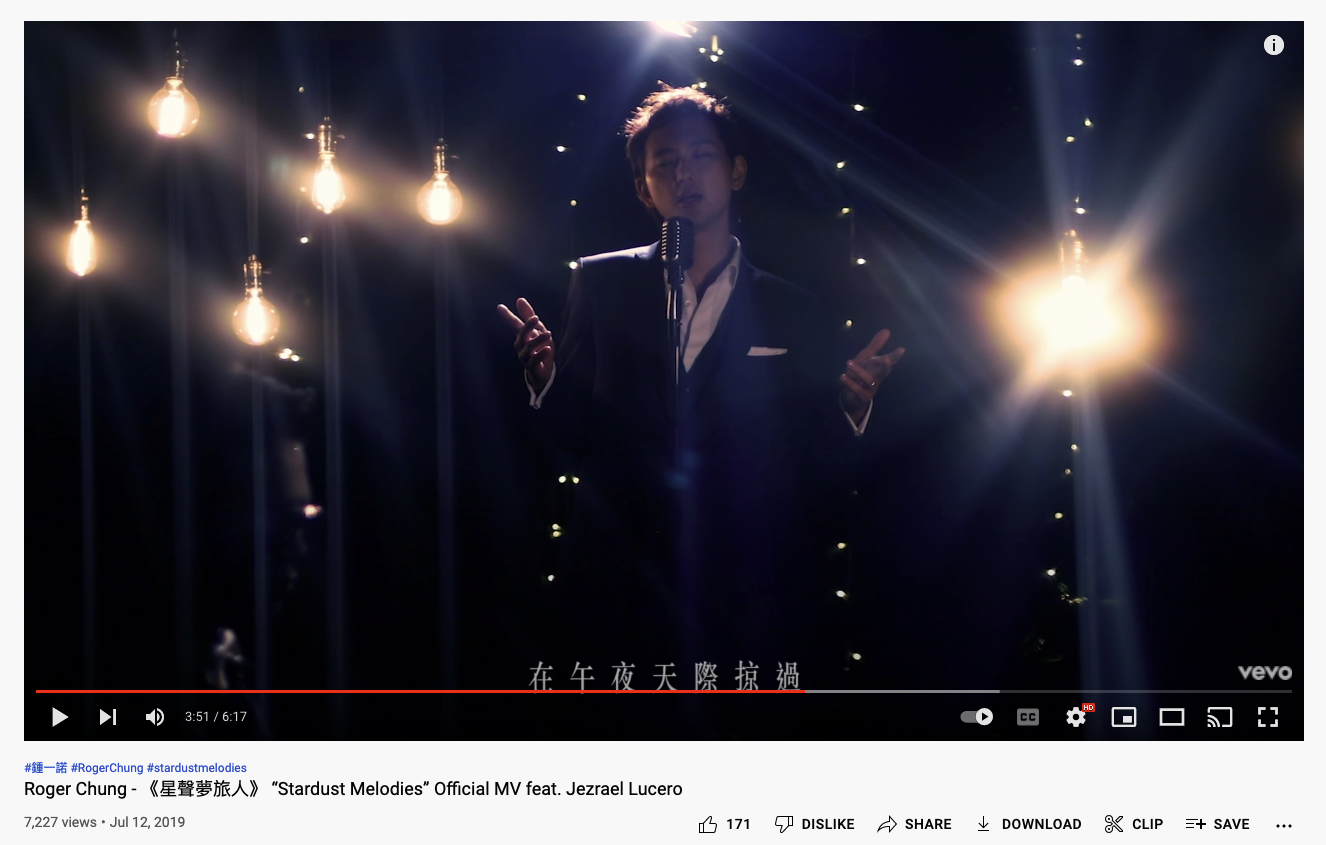 在午夜天際掠過
vevo
3:51 / 6:17
CC
HD
#鍾一諾 #RogerChung #stardustmelodies
Roger Chung - 《星聲夢旅人》 “Stardust Melodies” Official MV feat. Jezrael Lucero
7,227 views • Jul 12, 2019
171 DISLIKE SHARE DOWNLOAD CLIP SAVE ...